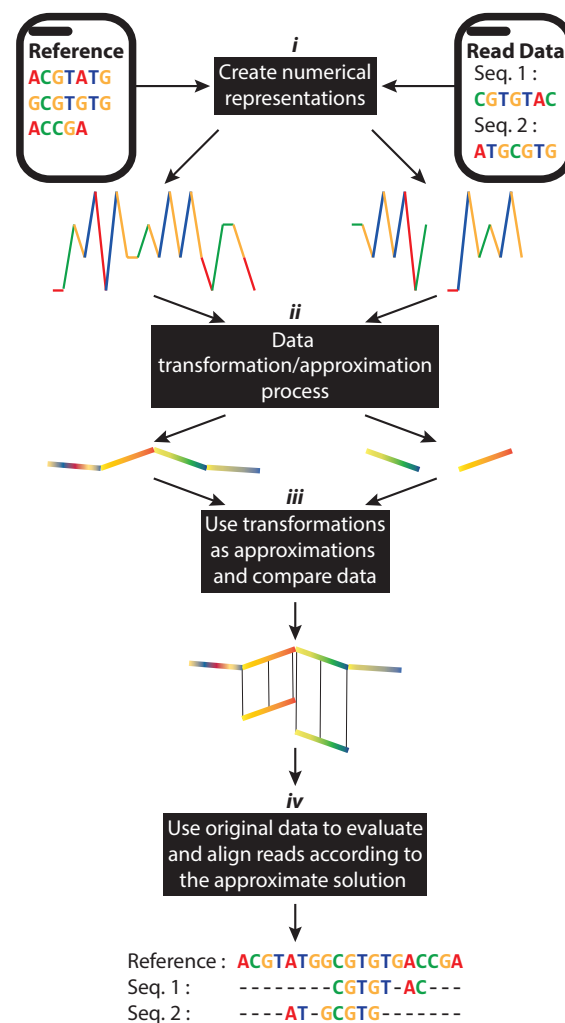 Reference
ACGTATG
GCGTGTG
ACCGA
i
Create numerical
representations
Read Data
Seq. 1 :
CGTGTAC
Seq. 2 :
ATGCGTG
ii
Data
transformation/approximation
process
iii
Use transformations
as approximations
and compare data
iv
Use original data to evaluate
and align reads according to
the approximate solution
Reference : ACGTATGGCGTGTGACCGA
Seq. 1 : --------CGTGT-AC---
Seq. 2 : ----AT-GCGTG-------